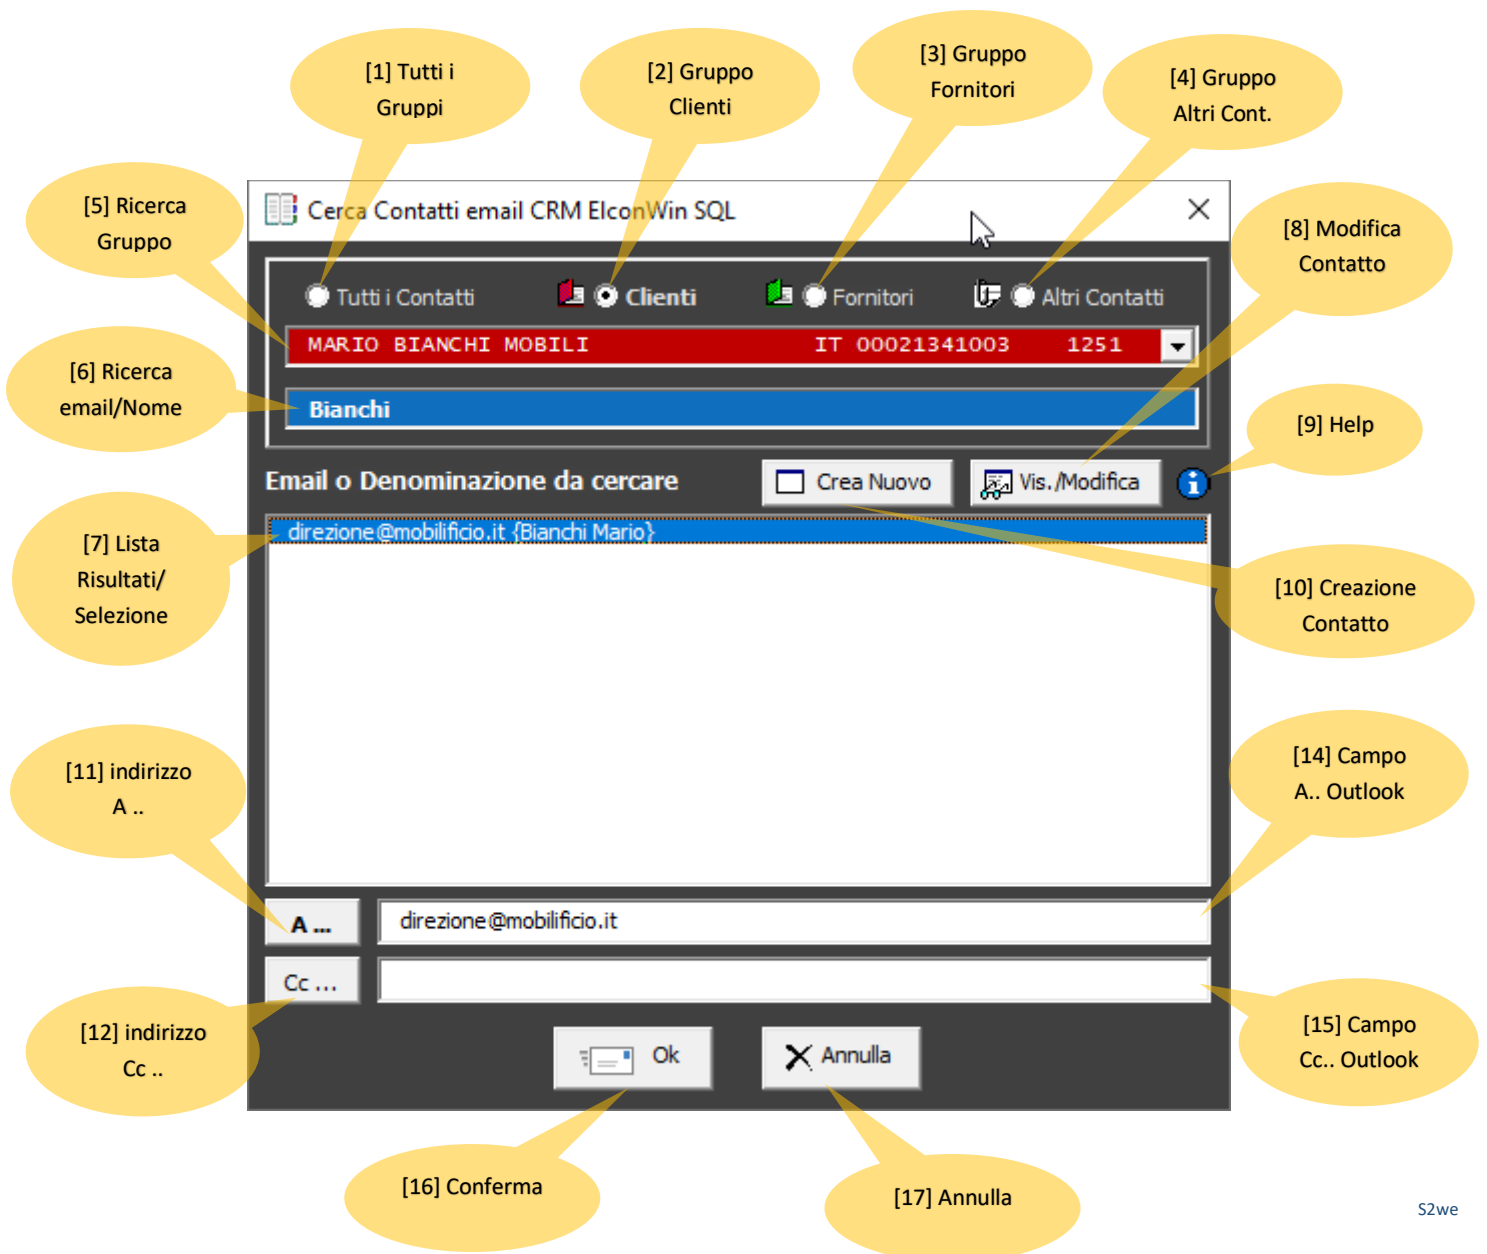 [1] Tutti i
Gruppi
[2] Gruppo
Clienti
[3] Gruppo
Fornitori
[4] Gruppo
Altri Cont.
[5] Ricerca
Gruppo
Cerca Contatti email CRM ElconWin SQL
[8] Modifica
Contatto
Tutti i Contatti
Clienti
Fornitori
Altri Contatti
MARIO BIANCHI MOBILI IT 00021341003 1251
[6] Ricerca
email/Nome
Bianchi
[9] Help
Email o Denominazione da cercare
Crea Nuovo
Vis./Modifica
[7] Lista
Risultati/
Selezione
direzione@mobilificio.it {Bianchi Mario}
[10] Creazione
Contatto
[11] indirizzo
A ..
[14] Campo
A.. Outlook
A ...
direzione@mobilificio.it
Cc ...
[12] indirizzo
Cc ..
[15] Campo
Cc.. Outlook
Ok
Annulla
[16] Conferma
[17] Annulla
S2we